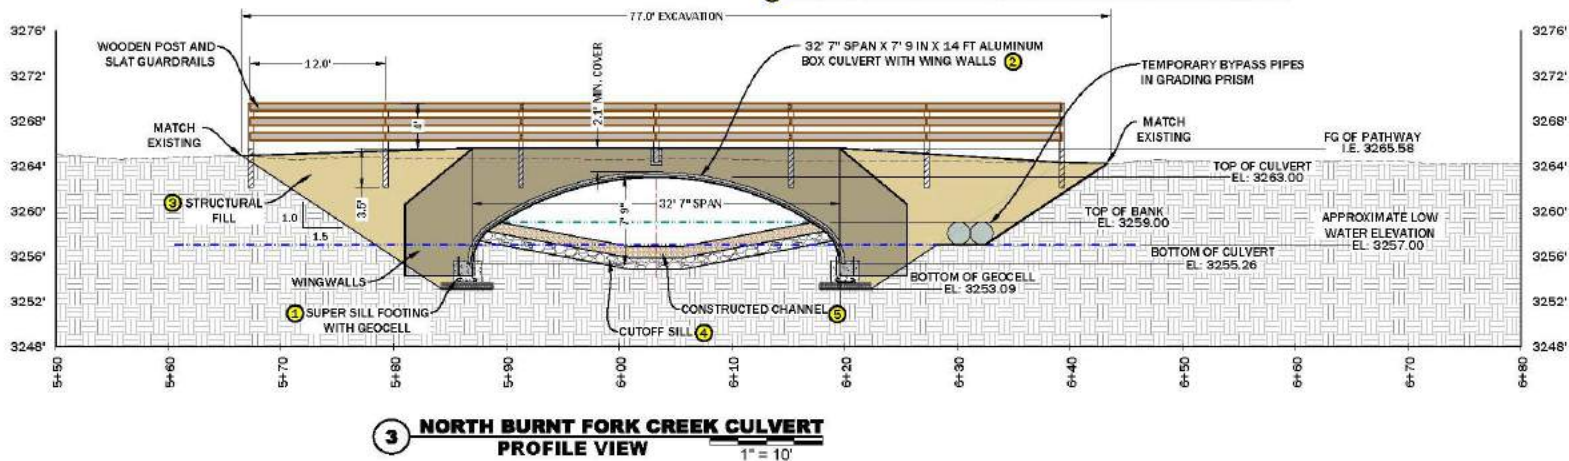 77.0' EXCAVATION
3276'
3276'
WOODEN POST AND
SLAT GUARDRAILS
12.0'
2.1' MIN. COVER
32' 7" SPAN X 7' 9 IN X 14 FT ALUMINUM
BOX CULVERT WITH WING WALLS 2
TEMPORARY BYPASS PIPES
IN GRADING PRISM
3272'
3272'
3268'
3268'
4'
MATCH
EXISTING
MATCH
EXISTING
FG OF PATHWAY
I.E. 3265.58
3264'
3264'
TOP OF CULVERT
EL: 3263.00
3 STRUCTURAL
FILL
3.5'
1.0
1.5
7' 9"
32' 7" SPAN
3260'
3260'
TOP OF BANK
EL: 3259.00
APPROXIMATE LOW
WATER ELEVATION
EL: 3257.00
3256'
3256'
BOTTOM OF CULVERT
EL: 3255.26
WINGWALLS
BOTTOM OF GEOCELL
EL: 3253.09
3252'
3252'
1 SUPER SILL FOOTING
WITH GEOCELL
CONSTRUCTED CHANNEL 5
CUTOFF SILL 4
3248'
3248'
5+50
5+60
5+70
5+80
5+90
6+00
6+10
6+20
6+30
6+40
6+50
6+60
6+70
6+80
3 NORTH BURNT FORK CREEK CULVERT
PROFILE VIEW
1" = 10'